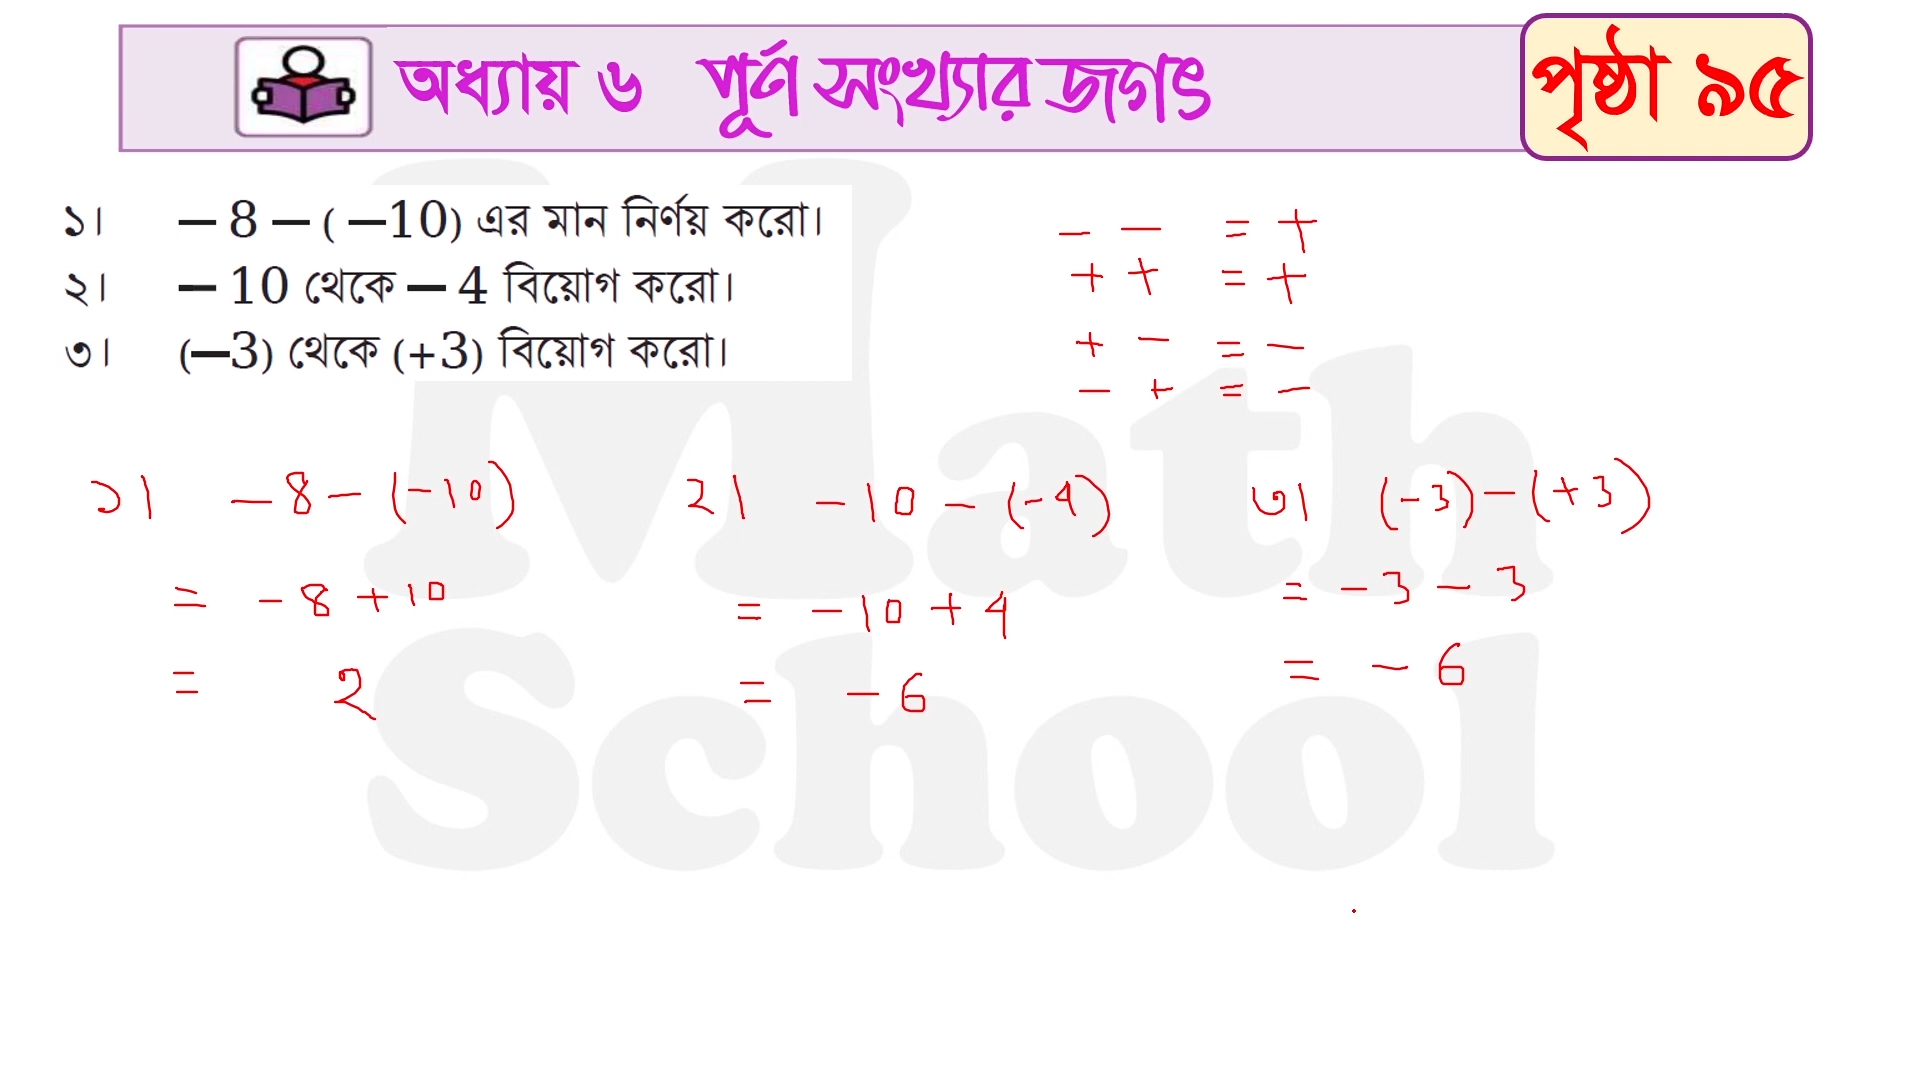 অধ্যায় ৬ পূর্ণ সংখ্যার জগৎ
পৃষ্ঠা ৯৫
১। — 8 — ( —10) এর মান নির্ণয় করো।
২। — 10 থেকে — 4 বিয়োগ করো।
৩। (—3) থেকে (+3) বিয়োগ করো।
- - = +
+ + = +
+ - = -
- + = -
১। - 8 - (-10)
= - 8 + 10
= 2
2। - 10 - (-4)
= - 10 + 4
= - 6
৩। (-3) - (+3)
= - 3 - 3
= - 6
Math
School